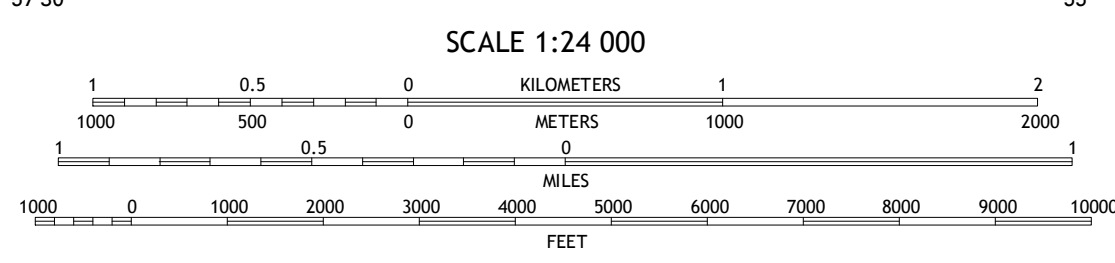 SCALE 1:24 000
1 0.5 0 KILOMETERS 1 2
1000 500 0 METERS 1000 2000
1 0.5 0 1
MILES
1000 0 1000 2000 3000 4000 5000 6000 7000 8000 9000 10000
FEET